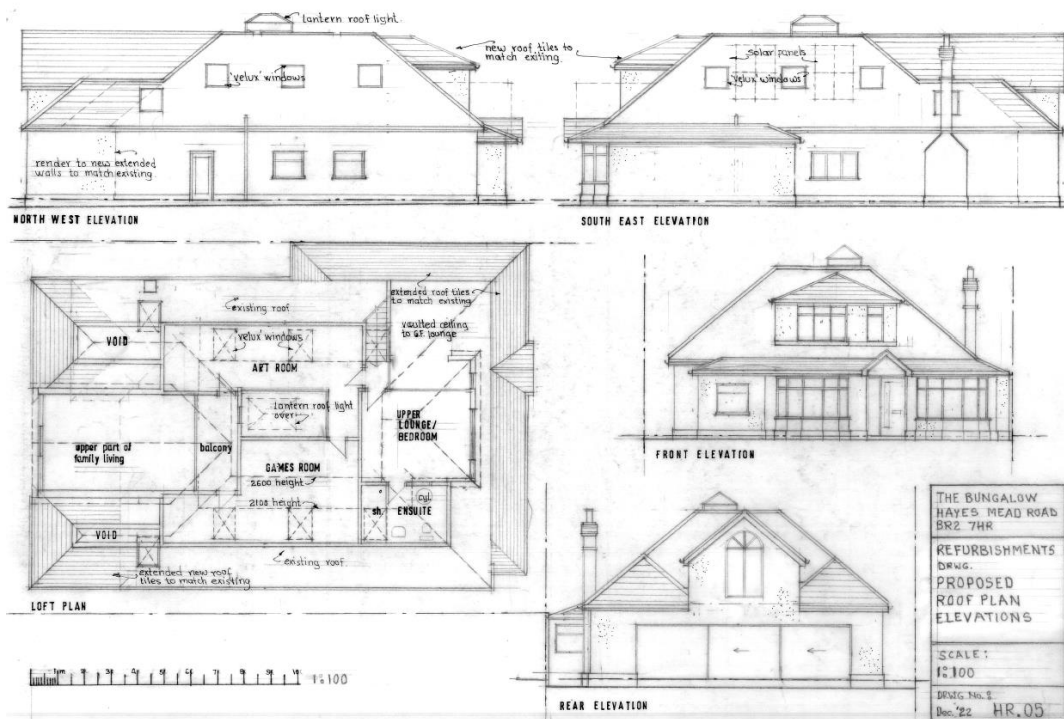 lantern roof light.
'velux' windows
new roof tiles to
match exiting.
solar panels
'velux' windows
render to new extended
walls to match existing
NORTH WEST ELEVATION
SOUTH EAST ELEVATION
existing roof
extended roof tiles
to match existing
vaulted ceiling
to G.F. lounge
VOID
'velux' windows
ART ROOM
lantern roof light
over
UPPER
LOUNGE/
BEDROOM
upper part of
family living
balcony
GAMES ROOM
2600 height
2100 height
sh.
cyl.
ENSUITE
VOID
existing roof
extended new roof
tiles to match existing
LOFT PLAN
FRONT ELEVATION
1m
1:100
REAR ELEVATION
THE BUNGALOW
HAYES MEAD ROAD
BR2 7HR
REFURBISHMENTS
DRWG.
PROPOSED
ROOF PLAN
ELEVATIONS
SCALE:
1:100
DRWG No.
Dec. '22 HR.05